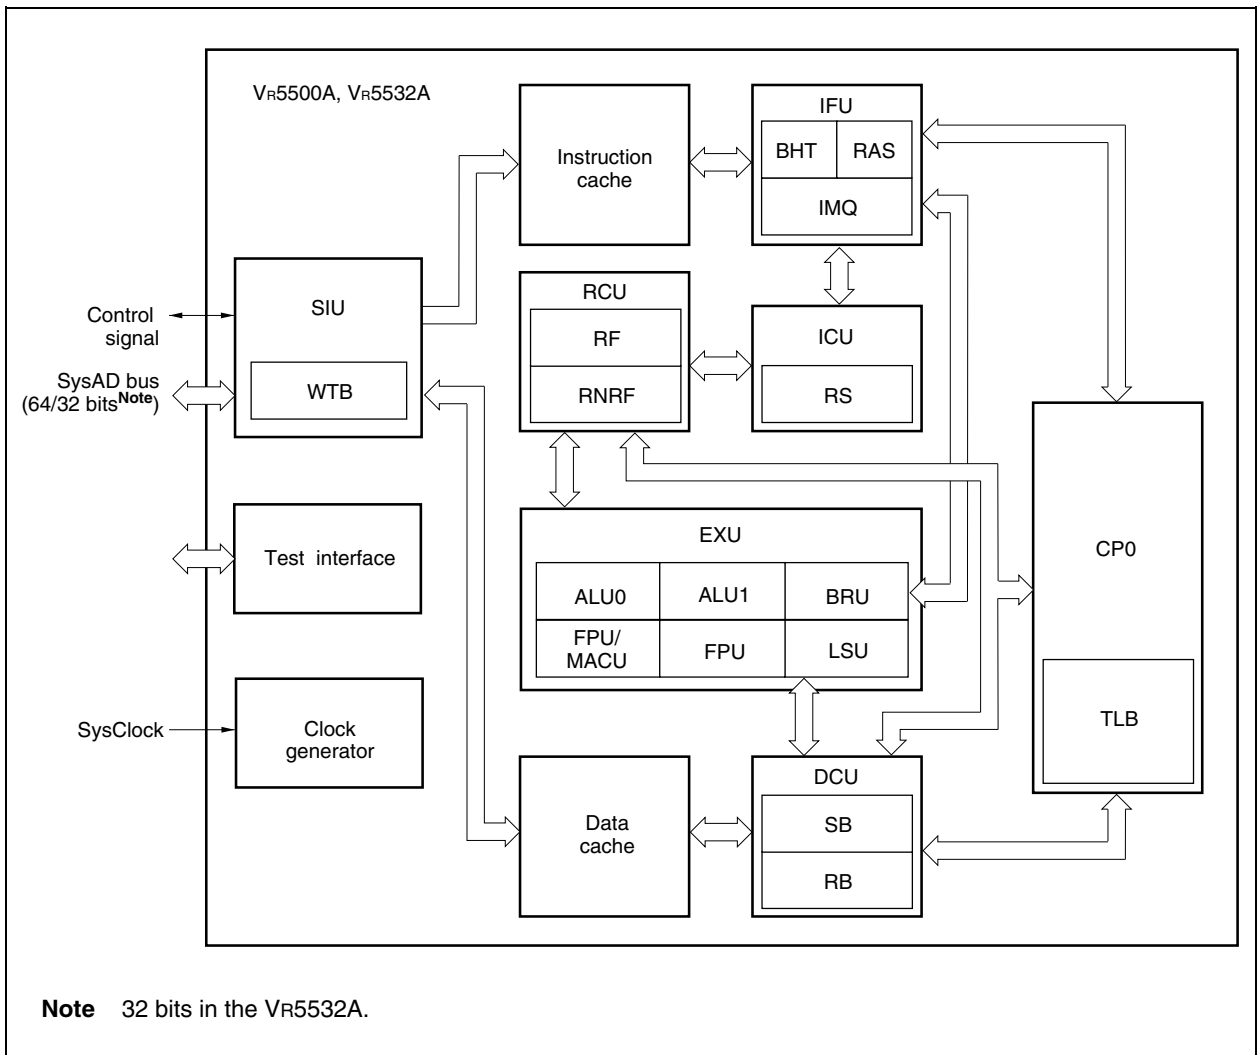 VR5500A, VR5532A
Instruction
cache
IFU
BHT
RAS
IMQ
SIU
WTB
Control
signal
SysAD bus
(64/32 bitsNote)
RCU
RF
RNRF
ICU
RS
Test interface
EXU
ALU0
ALU1
BRU
FPU/
MACU
FPU
LSU
CP0
TLB
SysClock
Clock
generator
Data
cache
DCU
SB
RB
Note 32 bits in the VR5532A.